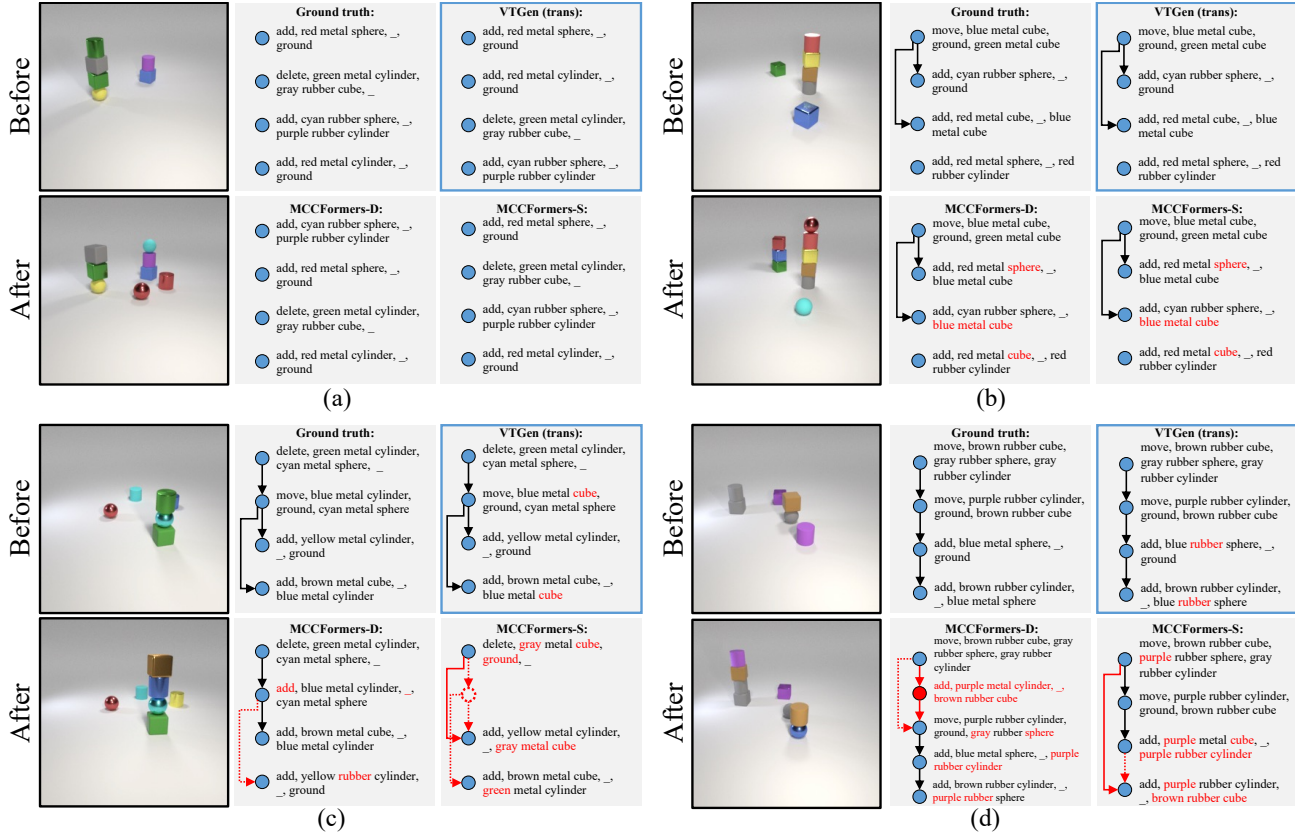 Before
Ground truth:
add, red metal sphere, _,
ground
delete, green metal cylinder,
gray rubber cube, _
add, cyan rubber sphere, _,
purple rubber cylinder
add, red metal cylinder, _,
ground
VTGen (trans):
add, red metal sphere, _,
ground
add, red metal cylinder, _,
ground
delete, green metal cylinder,
gray rubber cube, _
add, cyan rubber sphere, _,
purple rubber cylinder
After
MCCFormers-D:
add, cyan rubber sphere, _,
purple rubber cylinder
add, red metal sphere, _,
ground
delete, green metal cylinder,
gray rubber cube, _
add, red metal cylinder, _,
ground
MCCFormers-S:
add, red metal sphere, _,
ground
delete, green metal cylinder,
gray rubber cube, _
add, cyan rubber sphere, _,
purple rubber cylinder
add, red metal cylinder, _,
ground
(a)
Before
Ground truth:
move, blue metal cube,
ground, green metal cube
add, cyan rubber sphere, _,
ground
add, red metal cube, _, blue
metal cube
add, red metal sphere, _, red
rubber cylinder
VTGen (trans):
move, blue metal cube,
ground, green metal cube
add, cyan rubber sphere, _,
ground
add, red metal cube, _, blue
metal cube
add, red metal sphere, _, red
rubber cylinder
After
MCCFormers-D:
move, blue metal cube,
ground, green metal cube
add, red metal sphere, _,
blue metal cube
add, cyan rubber sphere, _,
blue metal cube
add, red metal cube, _, red
rubber cylinder
MCCFormers-S:
move, blue metal cube,
ground, green metal cube
add, red metal sphere, _,
blue metal cube
add, cyan rubber sphere, _,
blue metal cube
add, red metal cube, _, red
rubber cylinder
(b)
Before
Ground truth:
delete, green metal cylinder,
cyan metal sphere, _
move, blue metal cylinder,
ground, cyan metal sphere
add, yellow metal cylinder,
_, ground
add, brown metal cube, _,
blue metal cylinder
VTGen (trans):
delete, green metal cylinder,
cyan metal sphere, _
move, blue metal cube,
ground, cyan metal sphere
add, yellow metal cylinder,
_, ground
add, brown metal cube, _,
blue metal cube
After
MCCFormers-D:
delete, green metal cylinder,
cyan metal sphere, _
add, blue metal cylinder, _,
cyan metal sphere
add, brown metal cube, _,
blue metal cylinder
add, yellow rubber cylinder,
_, ground
MCCFormers-S:
delete, gray metal cube,
ground, _
add, yellow metal cylinder,
_, gray metal cube
add, brown metal cube, _,
green metal cylinder
(c)
Before
Ground truth:
move, brown rubber cube,
gray rubber sphere, gray
rubber cylinder
move, purple rubber cylinder,
ground, brown rubber cube
add, blue metal sphere, _,
ground
add, brown rubber cylinder,
_, blue metal sphere
VTGen (trans):
move, brown rubber cube,
gray rubber sphere, gray
rubber cylinder
move, purple rubber cylinder,
ground, brown rubber cube
add, blue rubber sphere, _,
ground
add, brown rubber cylinder,
_, blue rubber sphere
After
MCCFormers-D:
move, brown rubber cube, gray
rubber sphere, gray rubber
cylinder
add, purple metal cylinder, _,
brown rubber cube
move, purple rubber cylinder,
ground, gray rubber sphere
add, blue metal sphere, _, purple
rubber cylinder
add, brown rubber cylinder, _,
purple rubber sphere
MCCFormers-S:
move, brown rubber cube,
purple rubber sphere, gray
rubber cylinder
move, purple rubber cylinder,
ground, brown rubber cube
add, purple metal cube, _,
purple rubber cylinder
add, purple rubber cylinder,
_, brown rubber cube
(d)